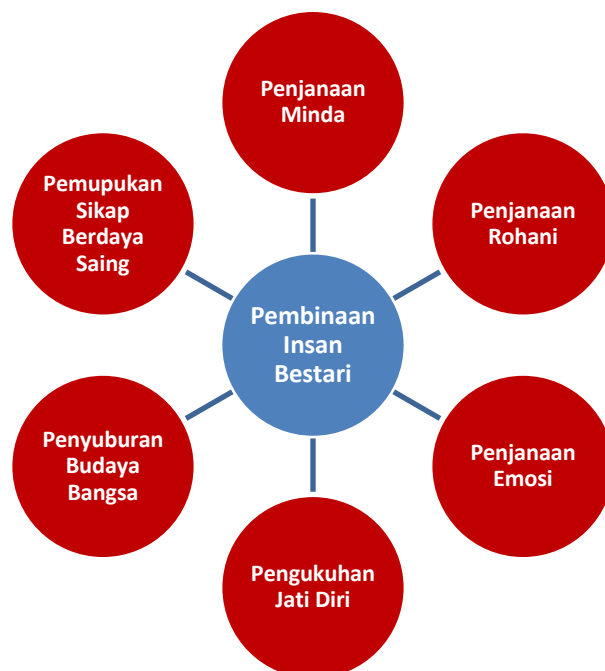 Penjanaan
Minda
Pemupukan
Sikap
Berdaya
Saing
Penjanaan
Rohani
Pembinaan
Insan
Bestari
Penyuburan
Budaya
Bangsa
Penjanaan
Emosi
Pengukuhan
Jati Diri